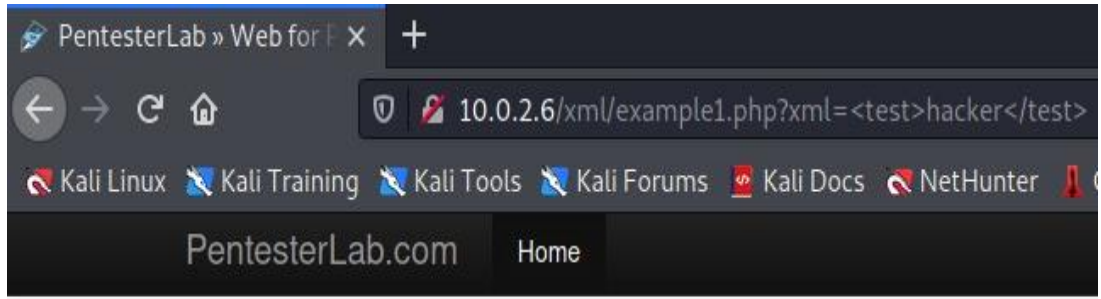 PentesterLab » Web for P
10.0.2.6/xml/example1.php?xml=<test>hacker</test>
Kali Linux Kali Training Kali Tools Kali Forums Kali Docs NetHunter
PentesterLab.com Home